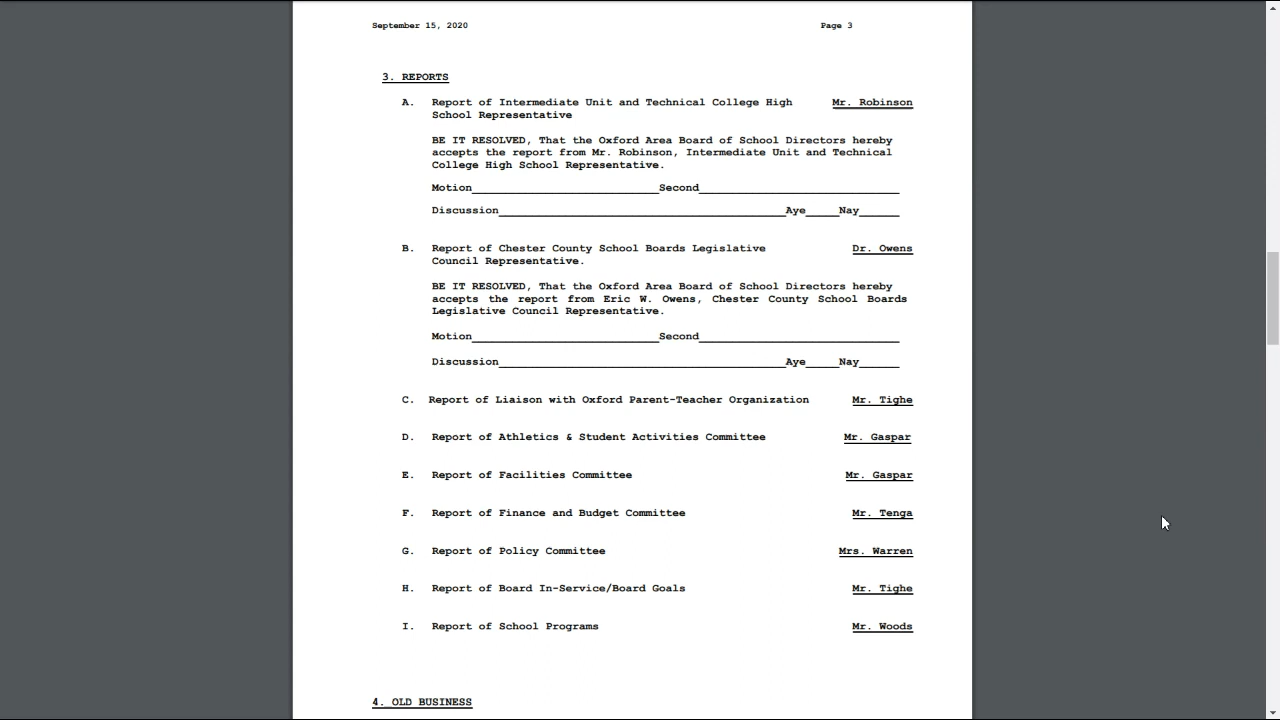 September 15, 2020 Page 3
3. REPORTS
A. Report of Intermediate Unit and Technical College High Mr. Robinson
School Representative
BE IT RESOLVED, That the Oxford Area Board of School Directors hereby
accepts the report from Mr. Robinson, Intermediate Unit and Technical
College High School Representative.
Motion____________________________Second______________________________
Discussion___________________________________________Aye_____Nay______
B. Report of Chester County School Boards Legislative Dr. Owens
Council Representative.
BE IT RESOLVED, That the Oxford Area Board of School Directors hereby
accepts the report from Eric W. Owens, Chester County School Boards
Legislative Council Representative.
Motion____________________________Second______________________________
Discussion___________________________________________Aye_____Nay______
C. Report of Liaison with Oxford Parent-Teacher Organization Mr. Tighe
D. Report of Athletics & Student Activities Committee Mr. Gaspar
E. Report of Facilities Committee Mr. Gaspar
F. Report of Finance and Budget Committee Mr. Tenga
G. Report of Policy Committee Mrs. Warren
H. Report of Board In-Service/Board Goals Mr. Tighe
I. Report of School Programs Mr. Woods
4. OLD BUSINESS